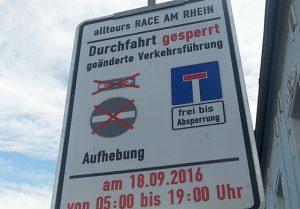 alltours RACE AM RHEIN
Durchfahrt gesperrt
geänderte Verkehrsführung
frei bis
Absperrung
Aufhebung
am 18.09.2016
von 05:00 bis 19:00 Uhr